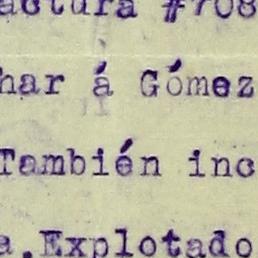 actura #708
har á Gómez
También inc
a.Explotado